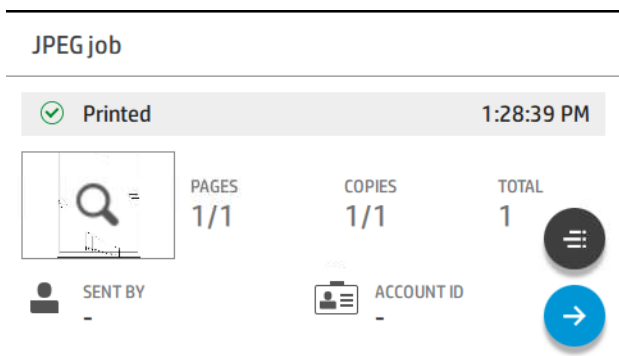 JPEG job
Printed 1:28:39 PM
PAGES COPIES TOTAL
1/1 1/1 1
SENT BY ACCOUNT ID
- -